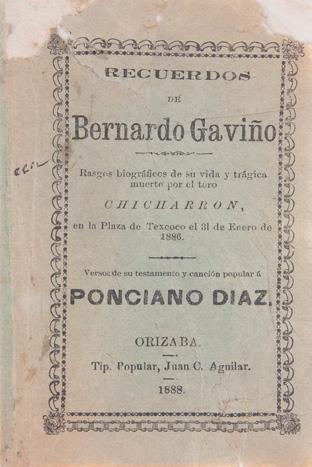 RECUERDOS
DE
Bernardo Gaviño
Rasgos biográficos de su vida y trágica
muerte por el toro
CHICHARRON,
en la Plaza de Texcoco el 31 de Enero de
1886.
Versos de su testamento y canción popular á
PONCIANO DIAZ.
ORIZABA.
Tip. Popular, Juan C. Aguilar.
1888.